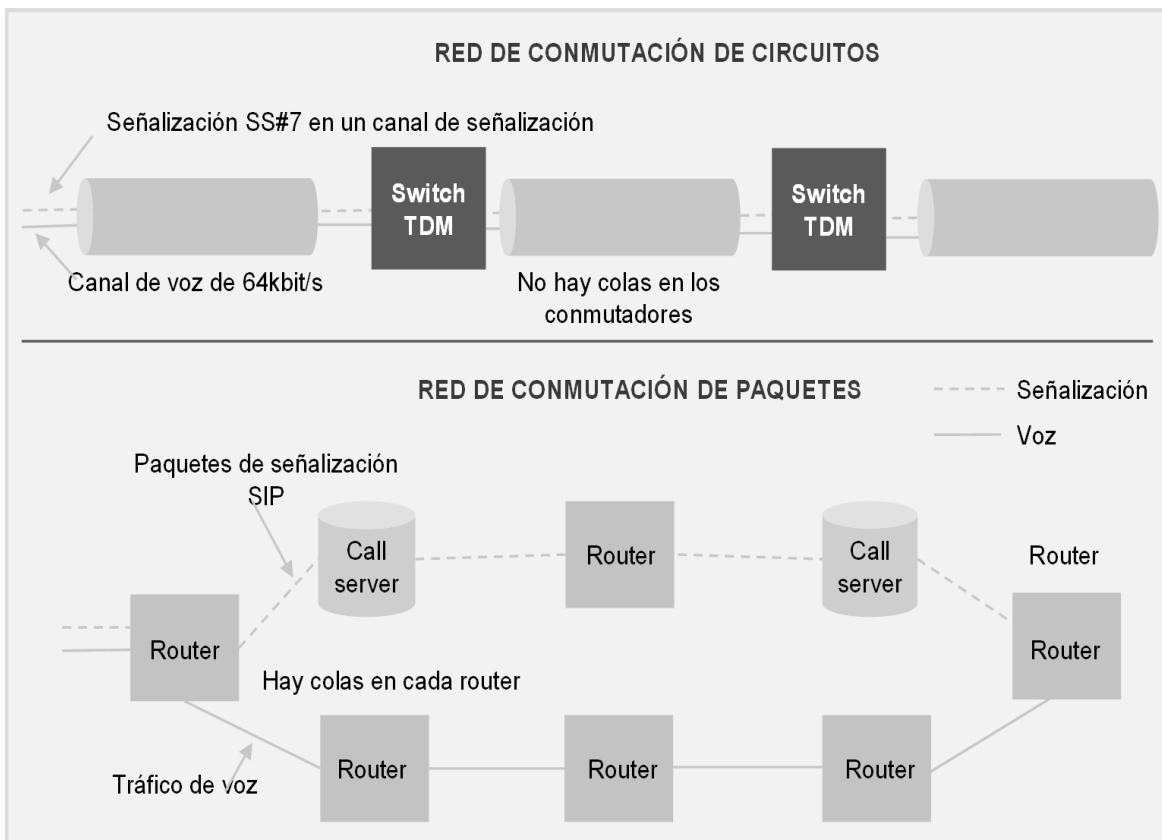 RED DE CONMUTACIÓN DE CIRCUITOS
Señalización SS#7 en un canal de señalización
Switch
TDM
Switch
TDM
Canal de voz de 64kbit/s
No hay colas en los
conmutadores
RED DE CONMUTACIÓN DE PAQUETES
Señalización
Voz
Paquetes de señalización
SIP
Call
server
Router
Call
server
Router
Router
Router
Hay colas en cada router
Router
Router
Router
Tráfico de voz